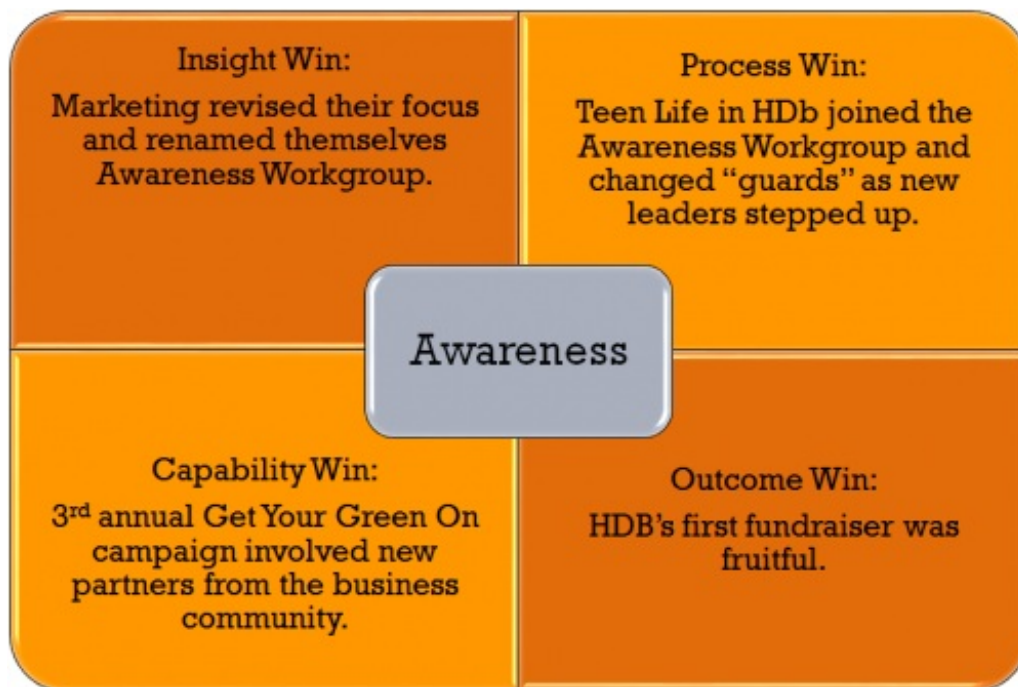 Insight Win:
Marketing revised their focus
and renamed themselves
Awareness Workgroup.
Process Win:
Teen Life in HDb joined the
Awareness Workgroup and
changed “guards” as new
leaders stepped up.
Awareness
Capability Win:
3rd annual Get Your Green On
campaign involved new
partners from the business
community.
Outcome Win:
HDB’s first fundraiser was
fruitful.